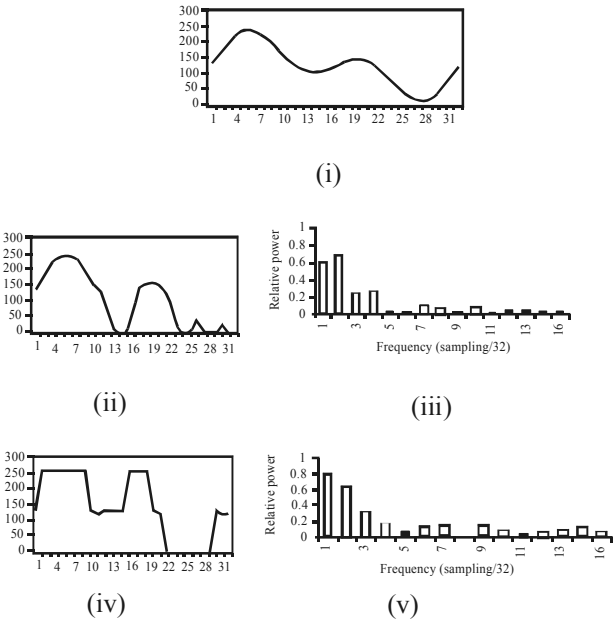 300
250
200
150
100
50
0
1 4 6 7 10 13 16 19 22 25 28 31
(i)
300
250
200
150
100
50
0
1 4 6 7 10 13 14 19 22 25 28 31
(ii)
Relative power
1
0.8
0.6
0.4
0.2
0
1 3 5 7 9 11 13 16
Frequency (sampling/32)
(iii)
300
250
200
150
100
50
0
1 4 7 10 13 16 19 22 25 28 31
(iv)
Relative power
1
0.8
0.6
0.4
0.2
0
1 3 5 6 7 9 11 13 16
Frequency (sampling/32)
(v)